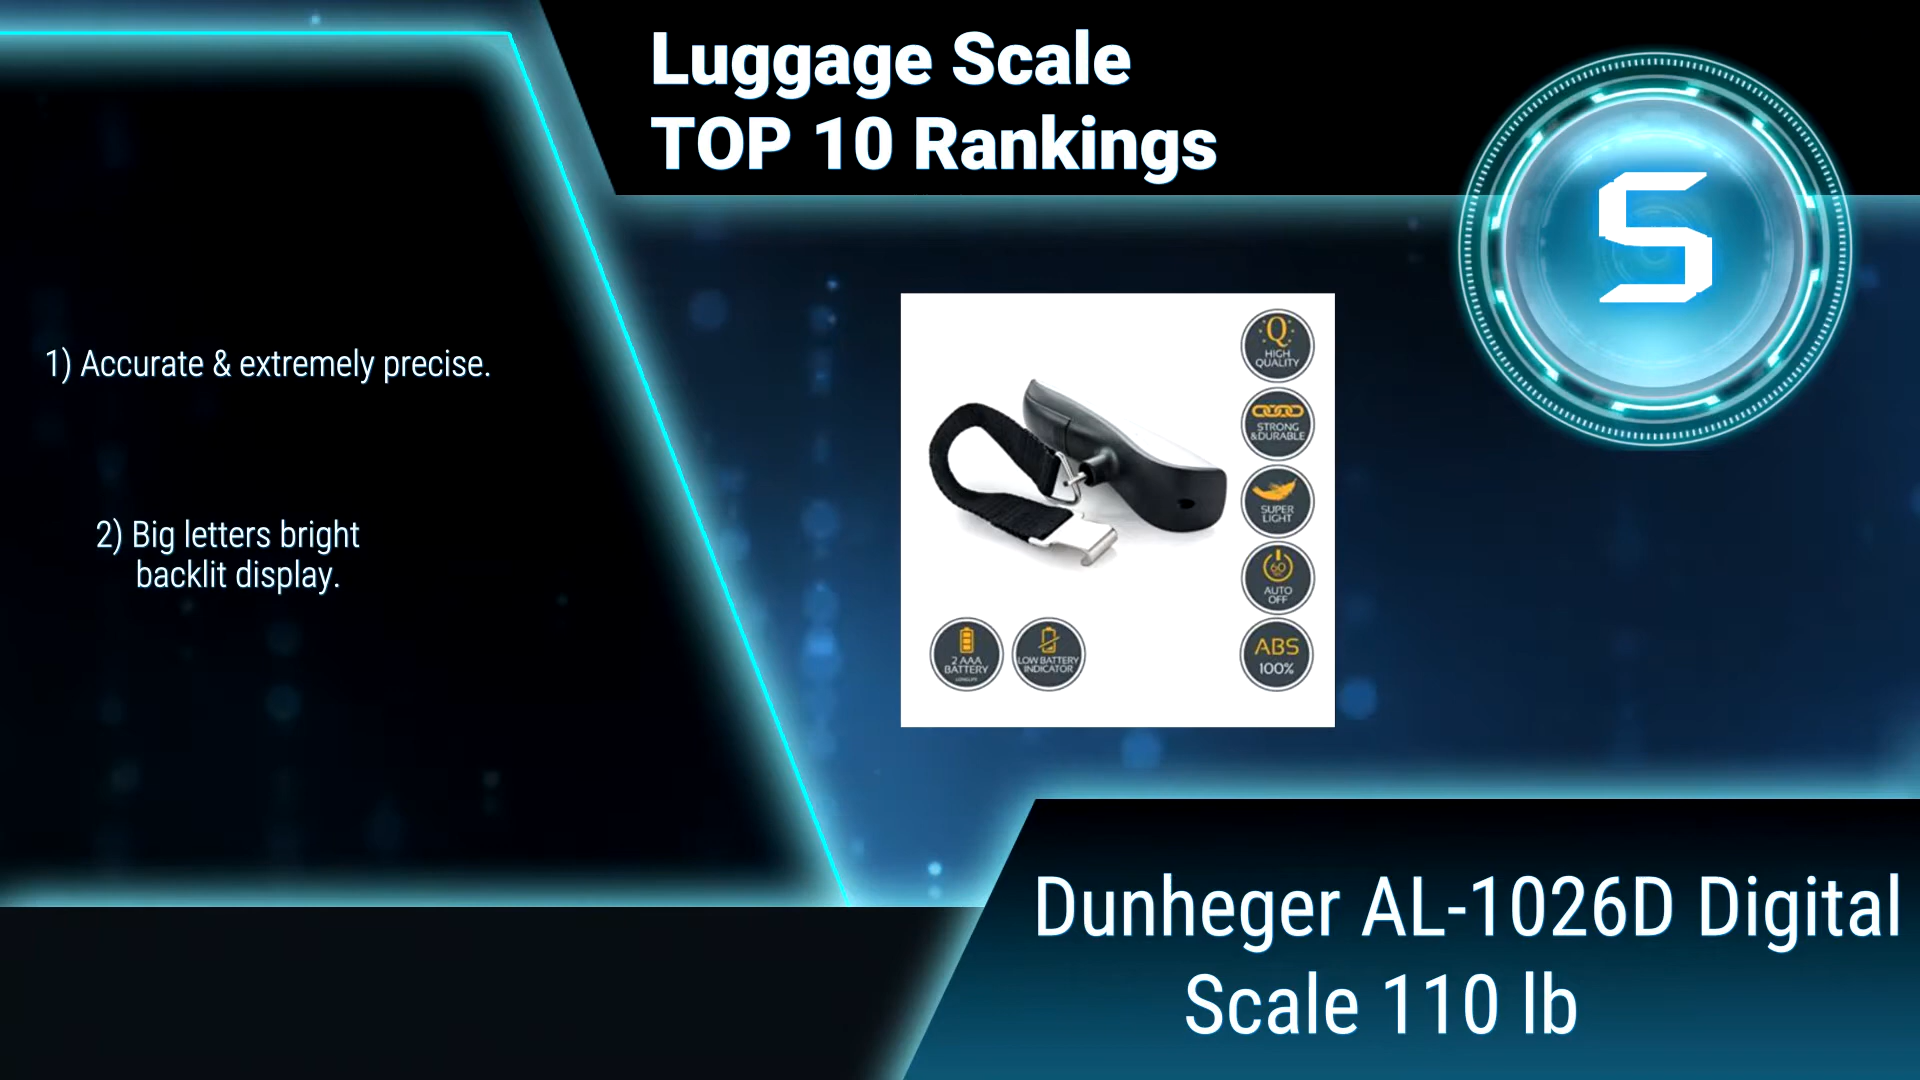 Luggage Scale
TOP 10 Rankings
5
1) Accurate & extremely precise.
2) Big letters bright
backlit display.
Q
HIGH
QUALITY
STRONG
&DURABLE
SUPER
LIGHT
60
AUTO
OFF
ABS
100%
2 AAA
BATTERY
LONGLIFE
LOW BATTERY
INDICATOR
Dunheger AL-1026D Digital
Scale 110 lb